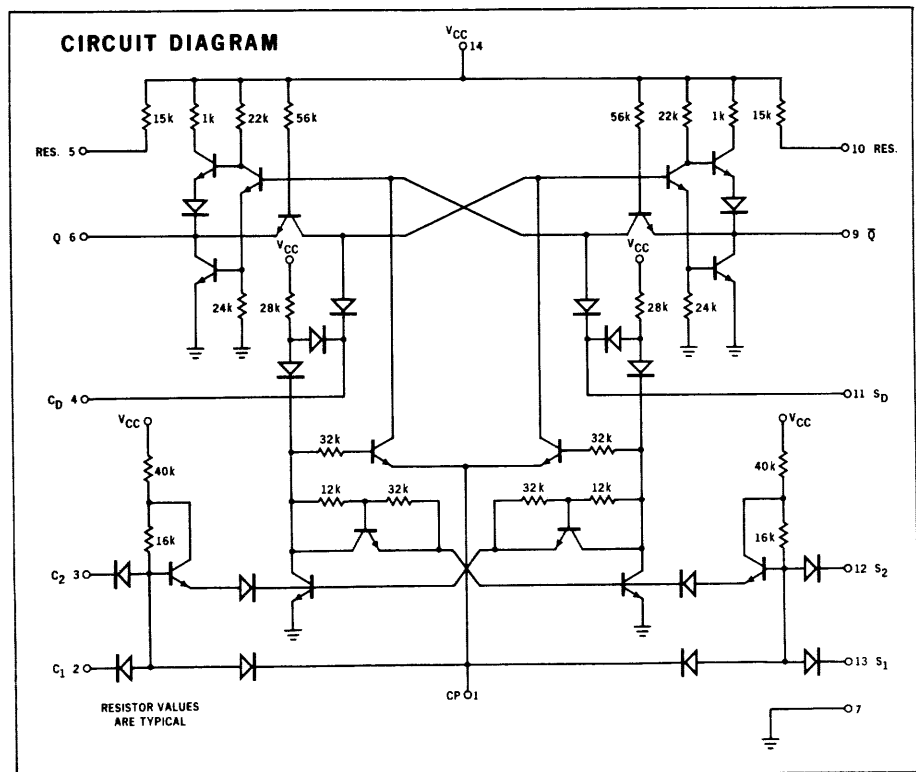 CIRCUIT DIAGRAM
VCC
14
15k
1k
22k
56k
56k
22k
1k
15k
RES. 5
10 RES.
Q 6
9 Q̅
VCC
VCC
24k
28k
28k
24k
CD 4
11 SD
VCC
VCC
40k
32k
32k
40k
12k
32k
32k
12k
16k
16k
C2 3
12 S2
C1 2
13 S1
CP 1
RESISTOR VALUES
ARE TYPICAL
7